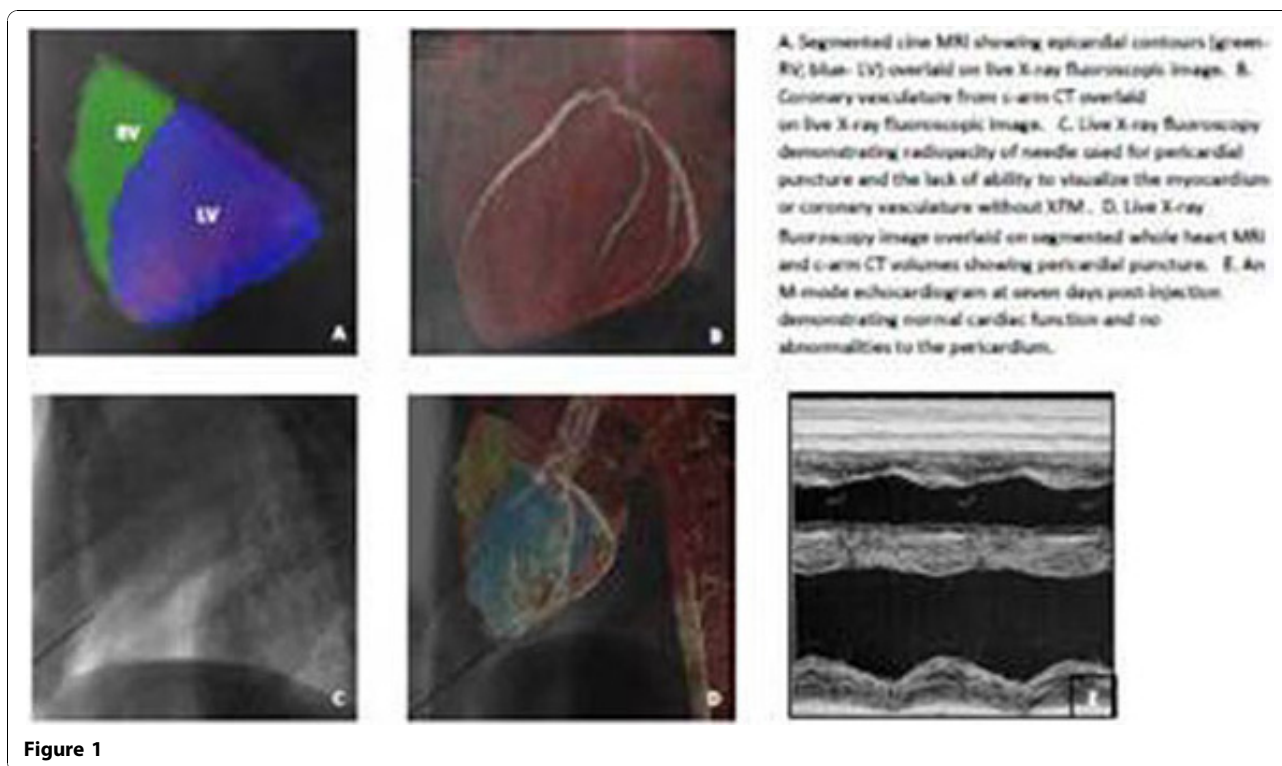 RV
LV
A
B
A. Segmented cine MRI showing epicardial contours (green-
RV; blue- LV) overlaid on live X-ray fluoroscopic image. B.
Coronary vasculature from c-arm CT overlaid
on live X-ray fluoroscopic image. C. Live X-ray fluoroscopy
demonstrating radiopacity of needle used for pericardial
puncture and the lack of ability to visualize the myocardium
or coronary vasculature without XFM. D. Live X-ray
fluoroscopy image overlaid on segmented whole heart MRI
and c-arm CT volumes showing pericardial puncture. E. An
M-mode echocardiogram at seven days post-injection
demonstrating normal cardiac function and no
abnormalities to the pericardium.
C
D
E
Figure 1